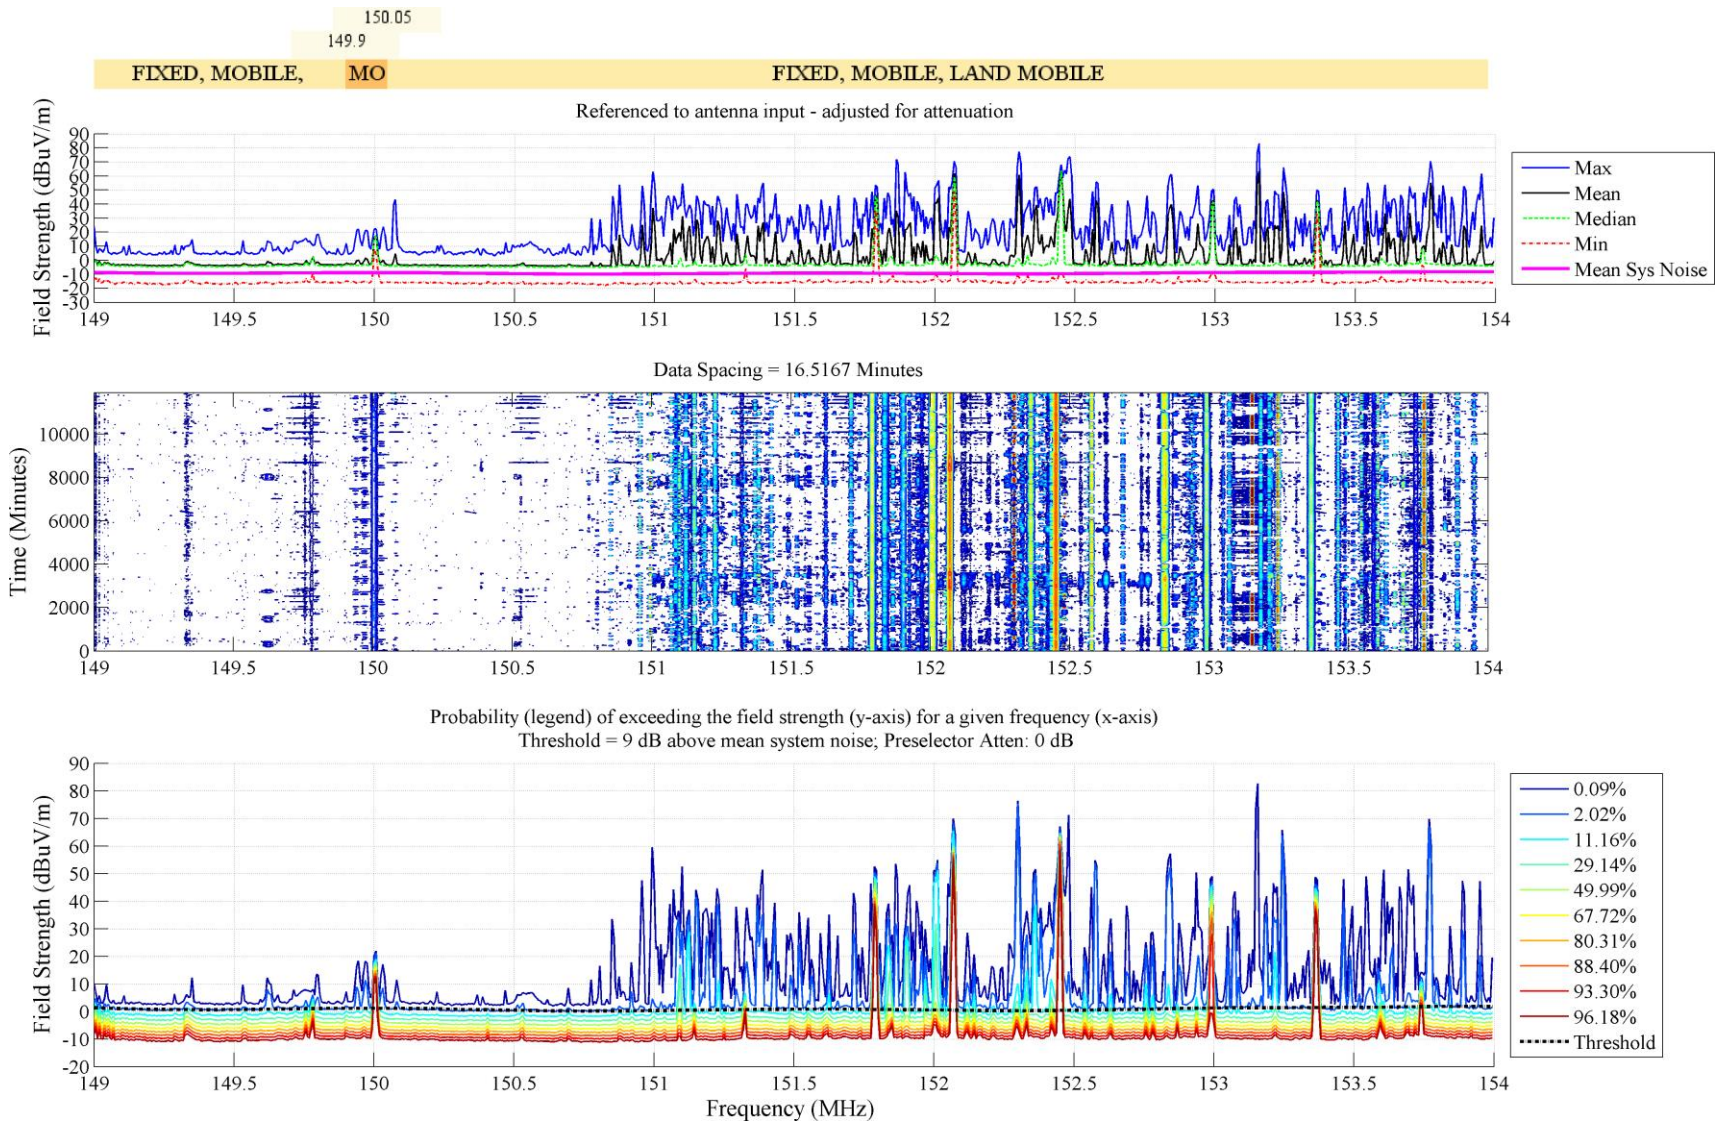 150.05
149.9
FIXED, MOBILE, MO FIXED, MOBILE, LAND MOBILE
Referenced to antenna input - adjusted for attenuation
Field Strength (dBuV/m)
90
80
70
60
50
40
30
20
10
0
-10
-20
-30
149 149.5 150 150.5 151 151.5 152 152.5 153 153.5 154
Max
Mean
Median
Min
Mean Sys Noise
Data Spacing = 16.5167 Minutes
Time (Minutes)
10000
8000
6000
4000
2000
0
149 149.5 150 150.5 151 151.5 152 152.5 153 153.5 154
Probability (legend) of exceeding the field strength (y-axis) for a given frequency (x-axis)
Threshold = 9 dB above mean system noise; Preselector Atten: 0 dB
Field Strength (dBuV/m)
90
80
70
60
50
40
30
20
10
0
-10
-20
149 149.5 150 150.5 151 151.5 152 152.5 153 153.5 154
Frequency (MHz)
0.09%
2.02%
11.16%
29.14%
49.99%
67.72%
80.31%
88.40%
93.30%
96.18%
Threshold